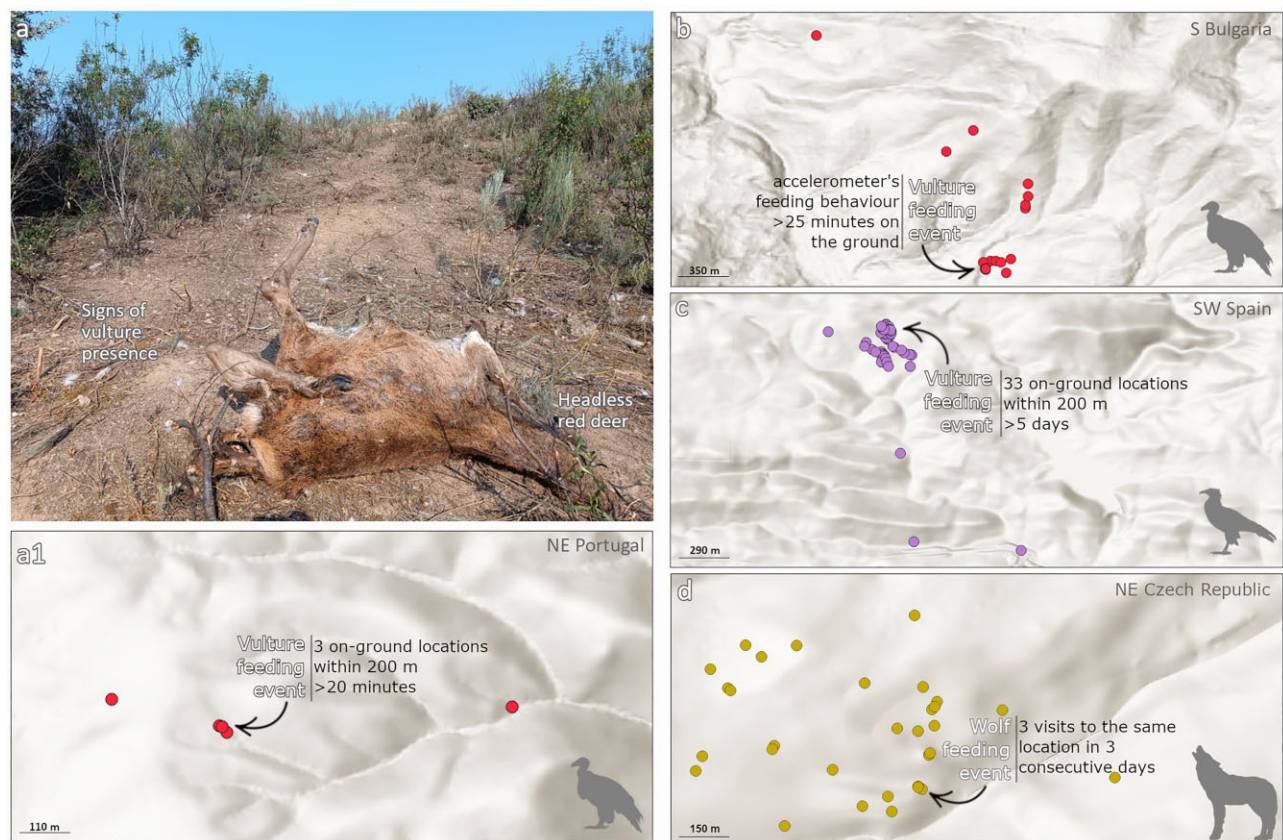 a
Signs of
vulture
presence
Headless
red deer
a1
NE Portugal
Vulture
feeding
event
3 on-ground locations
within 200 m
>20 minutes
110 m
b
S Bulgaria
accelerometer's
feeding behaviour
>25 minutes on
the ground
Vulture
feeding
event
350 m
c
SW Spain
Vulture
feeding
event
33 on-ground locations
within 200 m
>5 days
290 m
d
NE Czech Republic
Wolf
feeding
event
3 visits to the same
location in 3
consecutive days
150 m